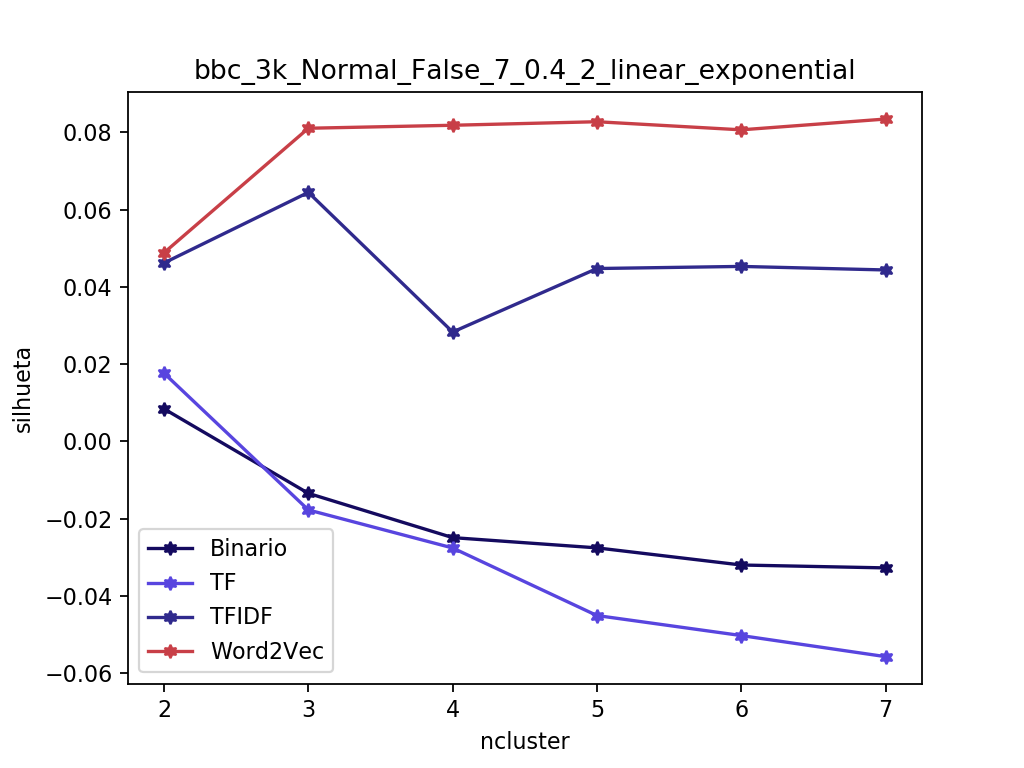 bbc_3k_Normal_False_7_0.4_2_linear_exponential
silhueta
0.08
0.06
0.04
0.02
0.00
−0.02
−0.04
−0.06
Binario
TF
TFIDF
Word2Vec
2 3 4 5 6 7
ncluster